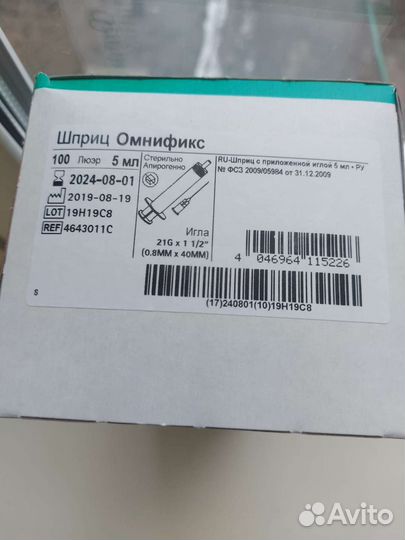 Шприц Омнификс
100 Люэр 5 мл
Стерильно
Апирогенно
RU-Шприц с приложенной иглой 5 мл - Ру
№ ФСЗ 2009/05984 от 31.12.2009
2024-08-01
2019-08-19
LOT 19H19C8
REF 4643011C
Игла
21G x 1 1/2"
(0.8MM x 40MM)
4 046964 115226
(17)240801(10)19H19C8
S
Avito